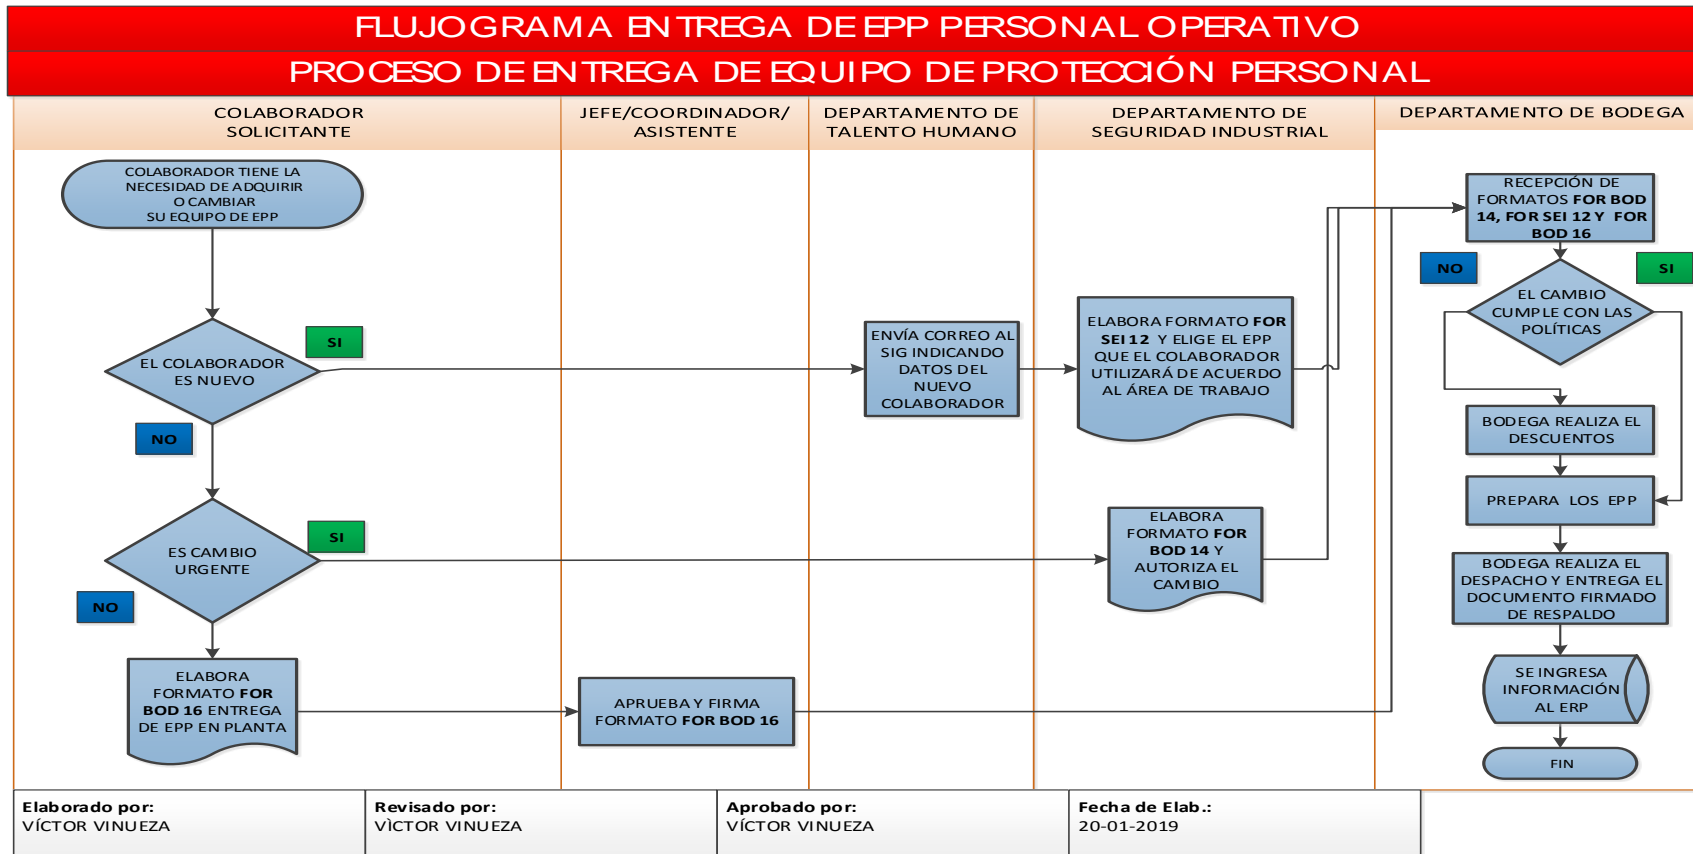 FLUJOGRAMA ENTREGA DE EPP PERSONAL OPERATIVO
PROCESO DE ENTREGA DE EQUIPO DE PROTECCIÓN PERSONAL
COLABORADOR
SOLICITANTE
JEFE/COORDINADOR/
ASISTENTE
DEPARTAMENTO DE
TALENTO HUMANO
DEPARTAMENTO DE
SEGURIDAD INDUSTRIAL
DEPARTAMENTO DE BODEGA
COLABORADOR TIENE LA
NECESIDAD DE ADQUIRIR
O CAMBIAR
SU EQUIPO DE EPP
EL COLABORADOR
ES NUEVO
SI
NO
ENVÍA CORREO AL
SIG INDICANDO
DATOS DEL
NUEVO
COLABORADOR
ELABORA FORMATO FOR
SEI 12 Y ELIGE EL EPP
QUE EL COLABORADOR
UTILIZARÁ DE ACUERDO
AL ÁREA DE TRABAJO
ES CAMBIO
URGENTE
SI
NO
ELABORA
FORMATO FOR
BOD 14 Y
AUTORIZA EL
CAMBIO
ELABORA
FORMATO FOR
BOD 16 ENTREGA
DE EPP EN PLANTA
APRUEBA Y FIRMA
FORMATO FOR BOD 16
RECEPCIÓN DE
FORMATOS FOR BOD
14, FOR SEI 12 Y FOR
BOD 16
NO
SI
EL CAMBIO
CUMPLE CON LAS
POLÍTICAS
BODEGA REALIZA EL
DESCUENTOS
PREPARA LOS EPP
BODEGA REALIZA EL
DESPACHO Y ENTREGA EL
DOCUMENTO FIRMADO
DE RESPALDO
SE INGRESA
INFORMACIÓN
AL ERP
FIN
Elaborado por:
VÍCTOR VINUEZA
Revisado por:
VÌCTOR VINUEZA
Aprobado por:
VÍCTOR VINUEZA
Fecha de Elab.:
20-01-2019